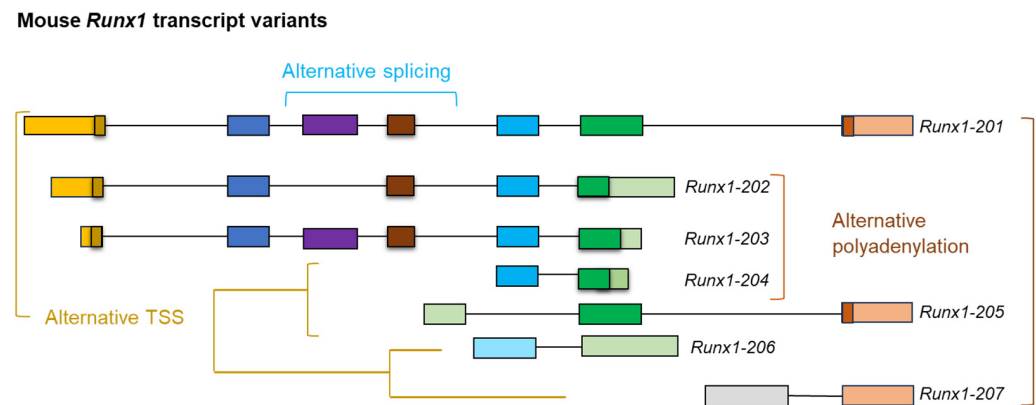 Mouse Runx1 transcript variants
Alternative splicing
Runx1-201
Runx1-202
Runx1-203
Alternative
polyadenylation
Runx1-204
Alternative TSS
Runx1-205
Runx1-206
Runx1-207